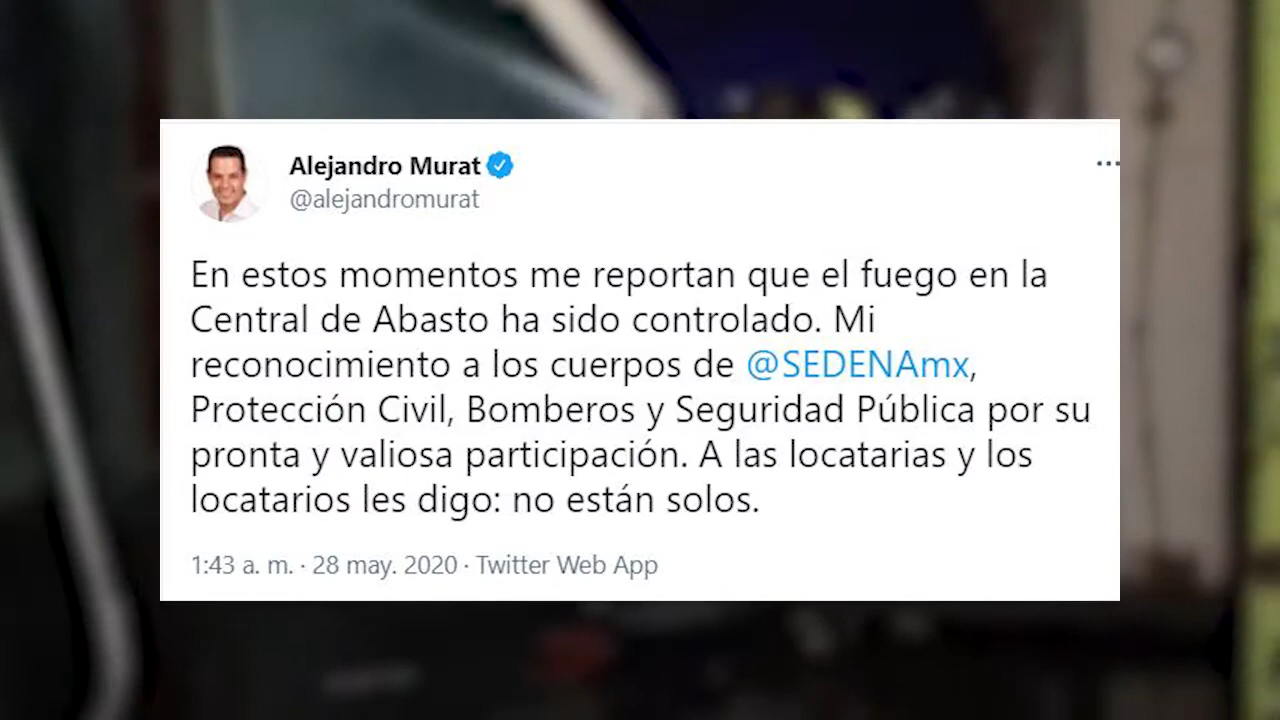 Alejandro Murat
@alejandromurat
En estos momentos me reportan que el fuego en la
Central de Abasto ha sido controlado. Mi
reconocimiento a los cuerpos de @SEDENAmx,
Protección Civil, Bomberos y Seguridad Pública por su
pronta y valiosa participación. A las locatarias y los
locatarios les digo: no están solos.
1:43 a. m. · 28 may. 2020 · Twitter Web App